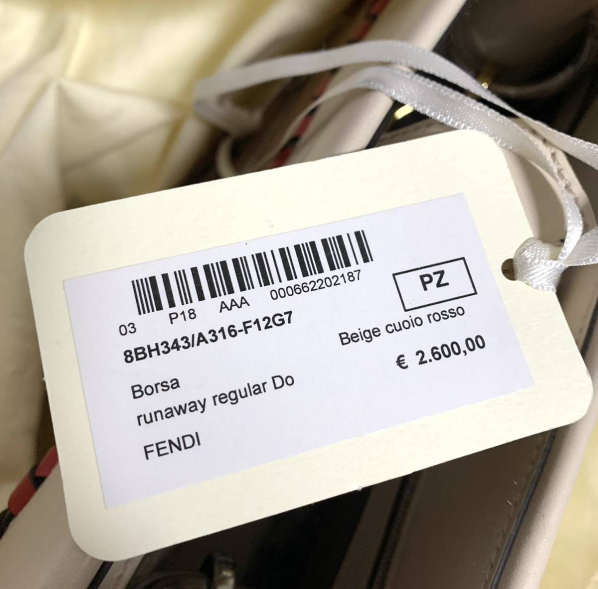 03 P18 AAA 000662202187
8BH343/A316-F12G7
PZ
Borsa
Beige cuoio rosso
runaway regular Do
€ 2.600,00
FENDI